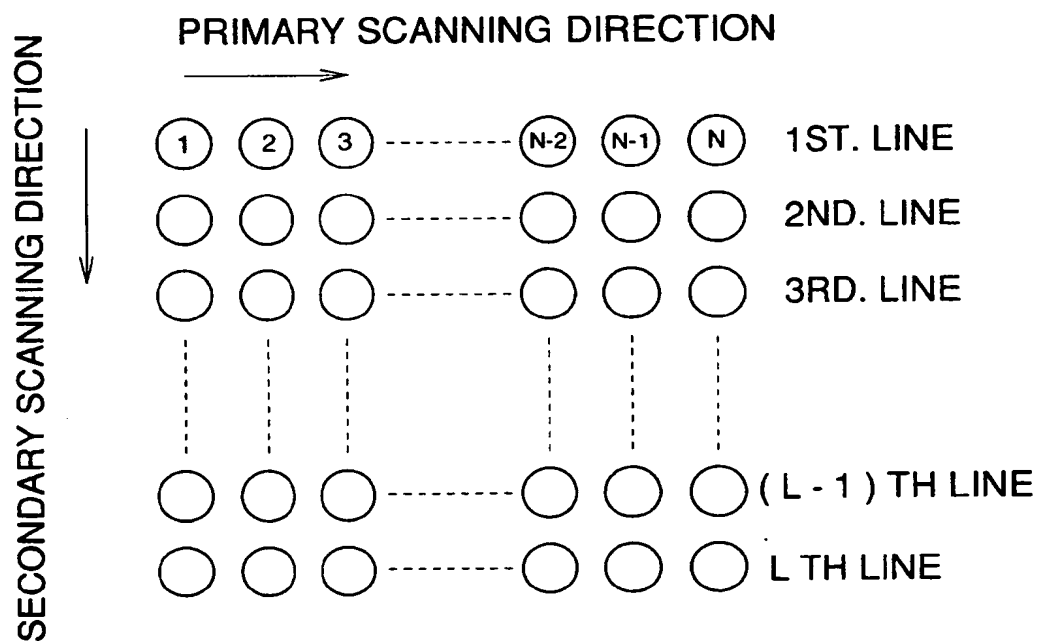 PRIMARY SCANNING DIRECTION
SECONDARY SCANNING DIRECTION
1 2 3 N-2 N-1 N 1ST. LINE
2ND. LINE
3RD. LINE
( L - 1 ) TH LINE
L TH LINE